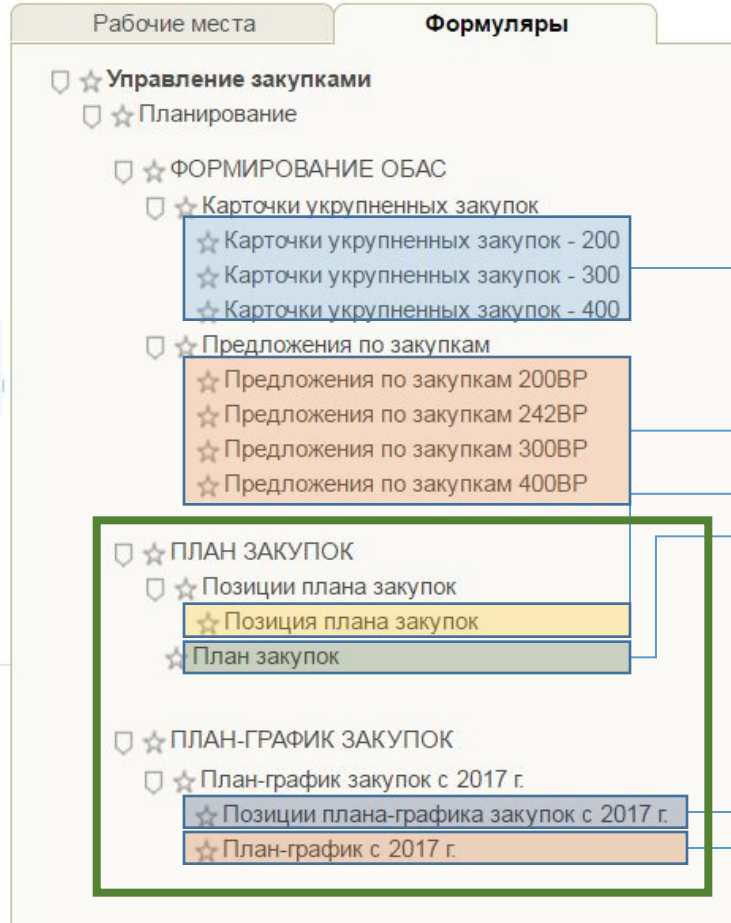 Рабочие места
Формуляры
Управление закупками
Планирование
ФОРМИРОВАНИЕ ОБАС
Карточки укрупненных закупок
Карточки укрупненных закупок - 200
Карточки укрупненных закупок - 300
Карточки укрупненных закупок - 400
Предложения по закупкам
Предложения по закупкам 200ВР
Предложения по закупкам 242ВР
Предложения по закупкам 300ВР
Предложения по закупкам 400ВР
ПЛАН ЗАКУПОК
Позиции плана закупок
Позиция плана закупок
План закупок
ПЛАН-ГРАФИК ЗАКУПОК
План-график закупок с 2017 г.
Позиции плана-графика закупок с 2017 г.
План-график с 2017 г.